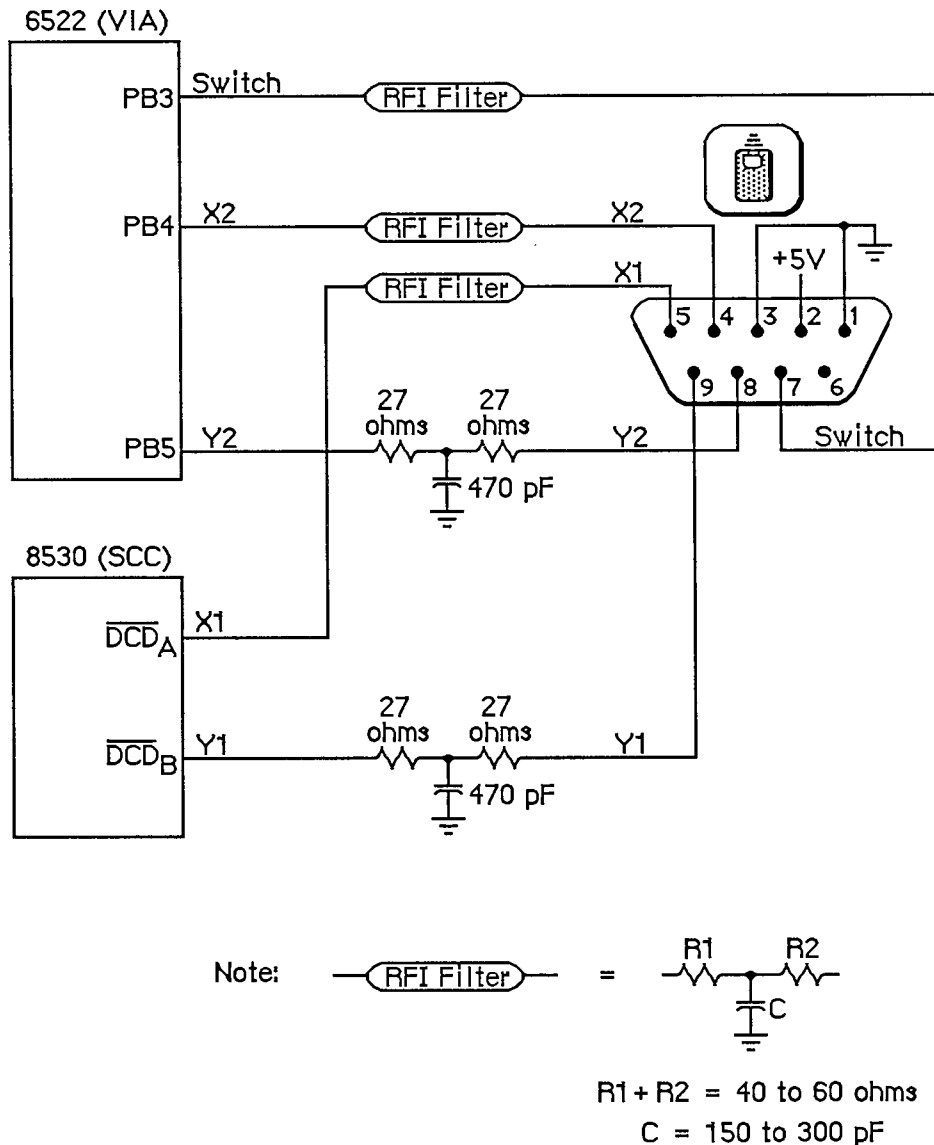 6522 (VIA)
PB3 Switch RFI Filter
PB4 X2 RFI Filter X2
RFI Filter X1 +5V
5 4 3 2 1
9 8 7 6
27 ohms 27 ohms
PB5 Y2 Y2 Switch
470 pF
8530 (SCC)
DCDA X1
27 ohms 27 ohms
DCDB Y1 Y1
470 pF
Note: RFI Filter = R1 R2
C
R1 + R2 = 40 to 60 ohms
C = 150 to 300 pF